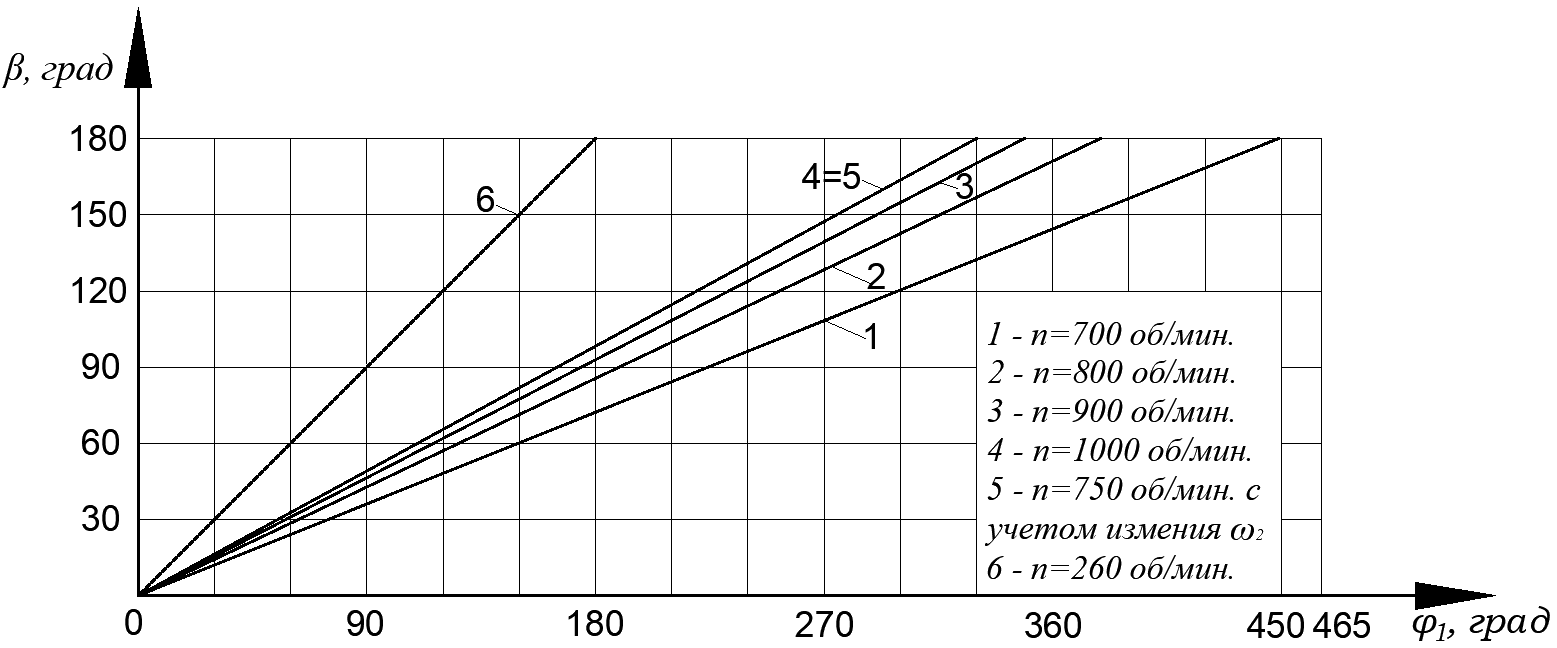 β, град
180
150
120
90
60
30
0
90
180
270
360
450
465
φ1, град
6
4=5
3
2
1
1 - n=700 об/мин.
2 - n=800 об/мин.
3 - n=900 об/мин.
4 - n=1000 об/мин.
5 - n=750 об/мин. с
учетом измения ω2
6 - n=260 об/мин.